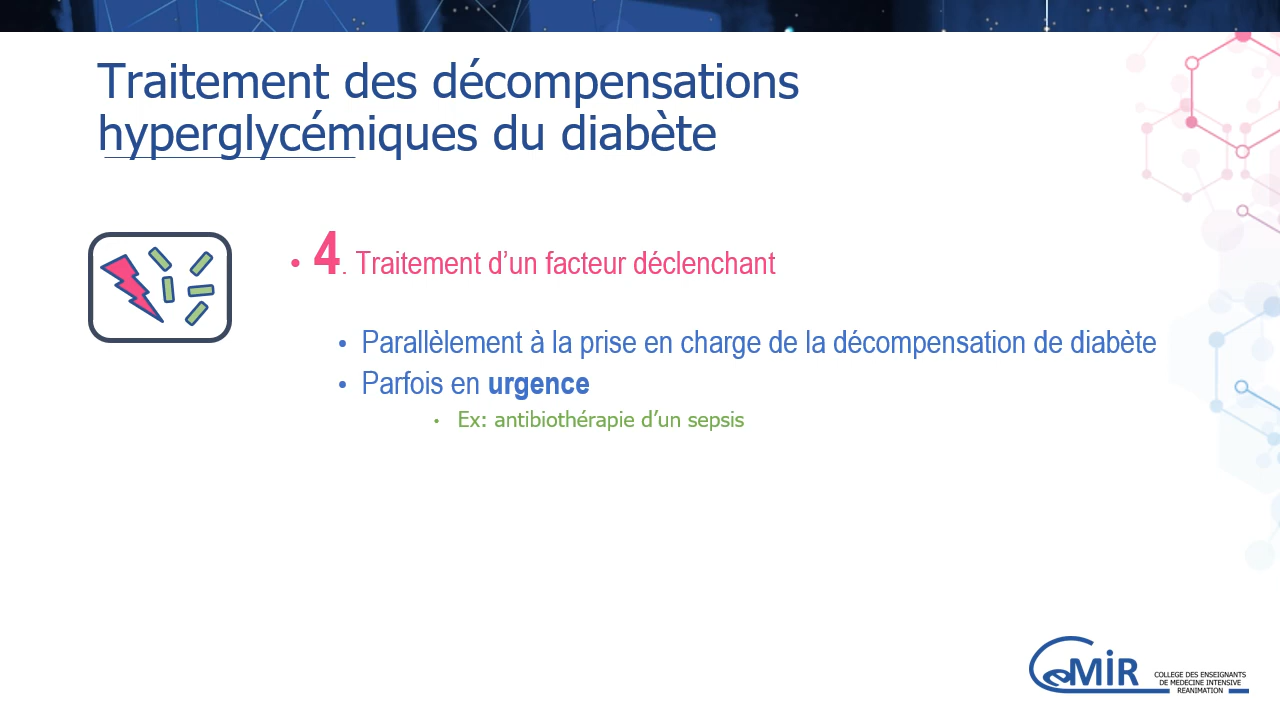 Traitement des décompensations
hyperglycémiques du diabète
• 4. Traitement d’un facteur déclenchant
• Parallèlement à la prise en charge de la décompensation de diabète
• Parfois en urgence
• Ex: antibiothérapie d’un sepsis
CeMIR
COLLEGE DES ENSEIGNANTS
DE MEDECINE INTENSIVE
REANIMATION